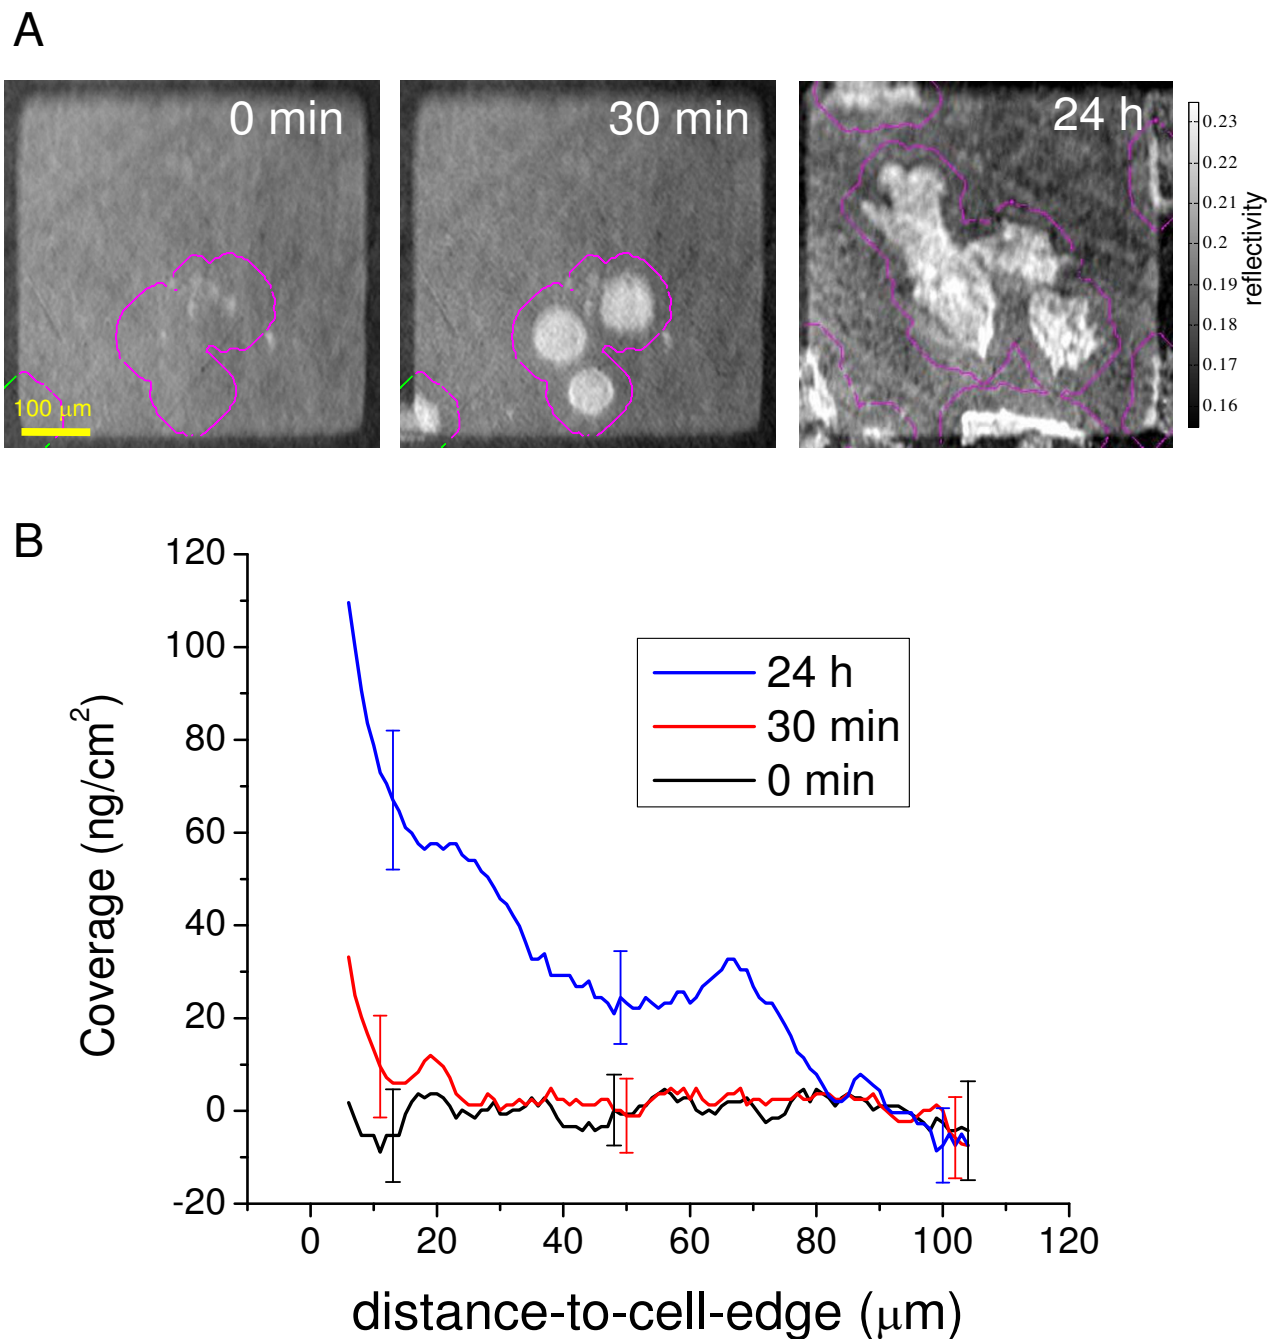 A
0 min
30 min
24 h
100 μm
0.23
0.22
0.21
0.2
0.19
0.18
0.17
0.16
reflectivity
B
120
100
80
60
40
20
0
-20
Coverage (ng/cm²)
24 h
30 min
0 min
0 20 40 60 80 100 120
distance-to-cell-edge (μm)